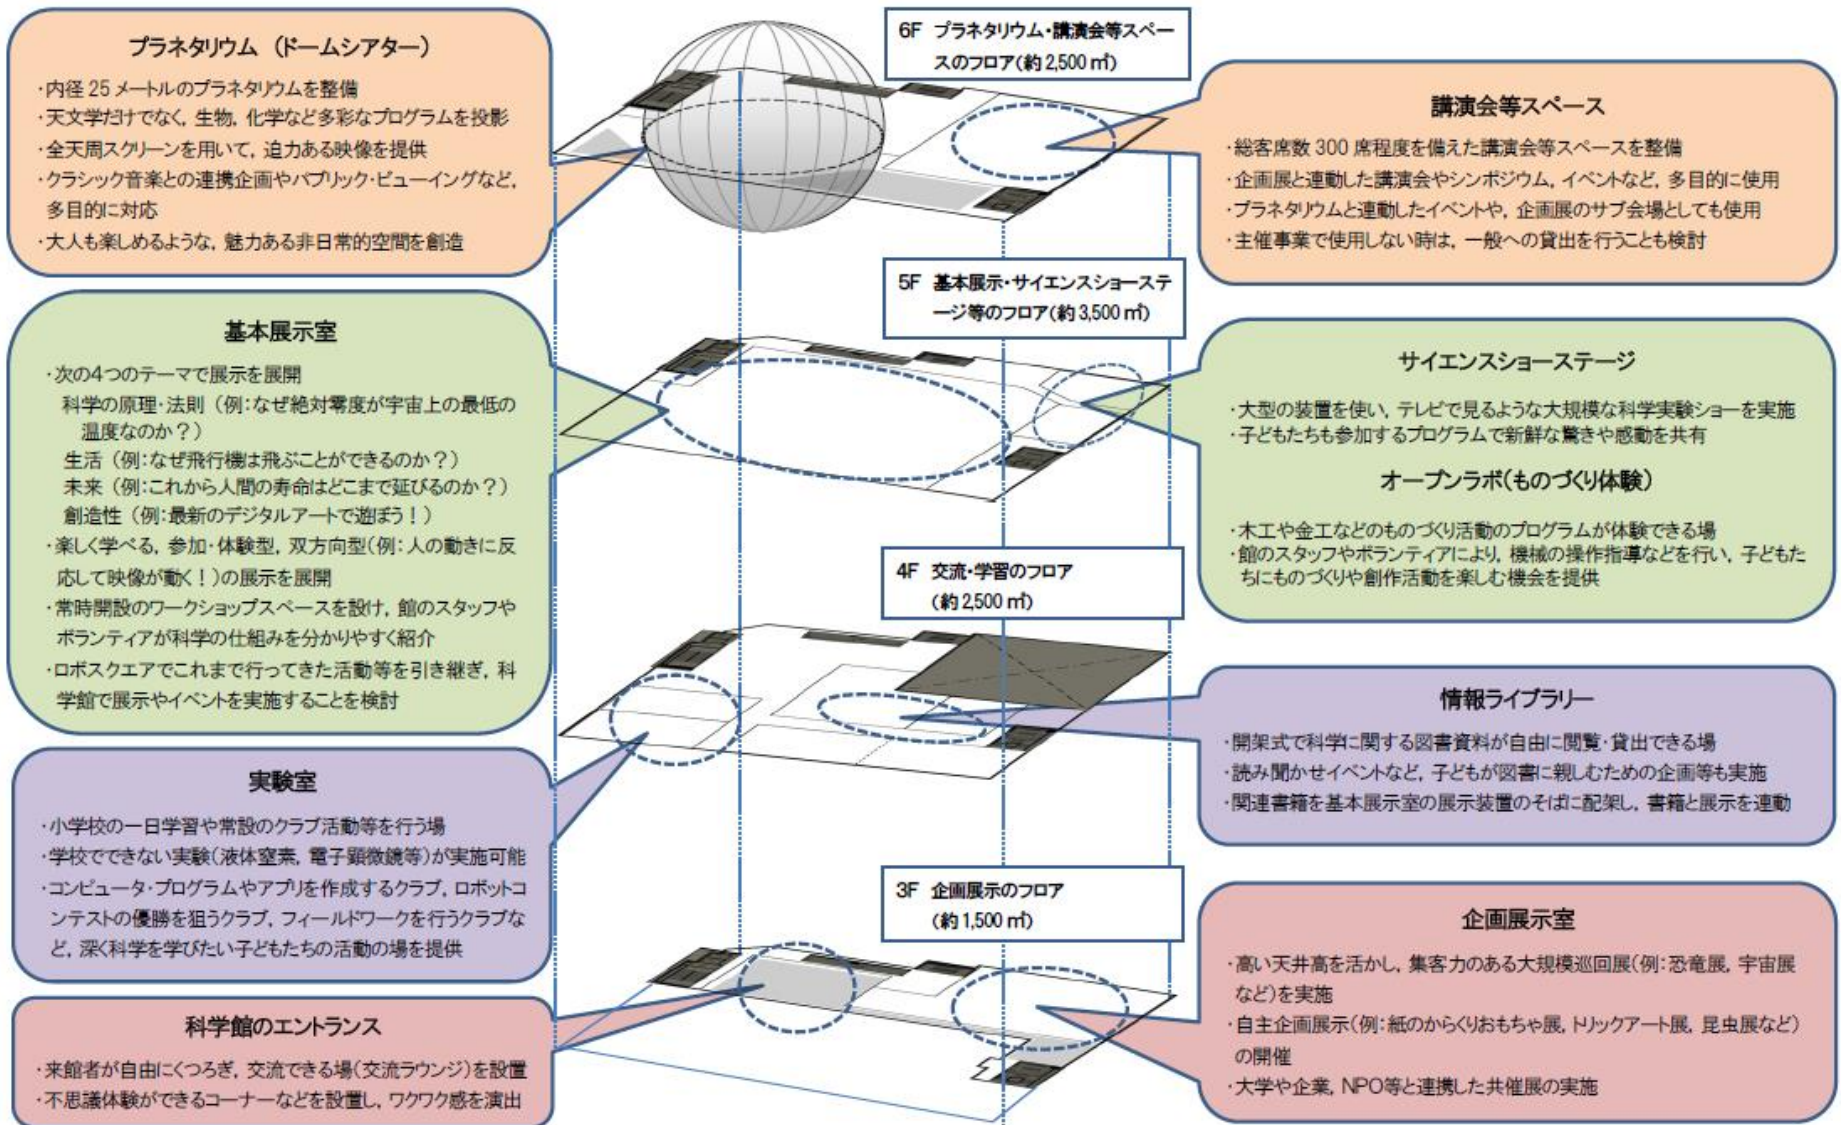 プラネタリウム （ドームシアター）
・内径 25 メートルのプラネタリウムを整備
・天文学だけでなく，生物，化学など多彩なプログラムを投影
・全天周スクリーンを用いて，迫力ある映像を提供
・クラシック音楽との連携企画やパブリック・ビューイングなど，
多目的に対応
・大人も楽しめるような，魅力ある非日常的空間を創造
6F プラネタリウム・講演会等スペー
スのフロア（約 2,500 ㎡）
講演会等スペース
・総客席数 300 席程度を備えた講演会等スペースを整備
・企画展と連動した講演会やシンポジウム，イベントなど，多目的に使用
・プラネタリウムと連動したイベントや，企画展のサブ会場としても使用
・主催事業で使用しない時は，一般への貸出を行うことも検討
基本展示室
・次の4つのテーマで展示を展開
科学の原理・法則（例：なぜ絶対零度が宇宙上の最低の
温度なのか？）
生活（例：なぜ飛行機は飛ぶことができるのか？）
未来（例：これから人間の寿命はどこまで延びるのか？）
創造性（例：最新のデジタルアートで遊ぼう！）
・楽しく学べる，参加・体験型，双方向型（例：人の動きに反
応して映像が動く！）の展示を展開
・常時開設のワークショップスペースを設け，館のスタッフや
ボランティアが科学の仕組みを分かりやすく紹介
・ロボスクエアでこれまで行ってきた活動等を引き継ぎ，科
学館で展示やイベントを実施することを検討
5F 基本展示・サイエンスショーステ
ージ等のフロア（約 3,500 ㎡）
サイエンスショーステージ
・大型の装置を使い，テレビで見るような大規模な科学実験ショーを実施
・子どもたちも参加するプログラムで新鮮な驚きや感動を共有
オープンラボ（ものづくり体験）
・木工や金工などのものづくり活動のプログラムが体験できる場
・館のスタッフやボランティアにより，機械の操作指導などを行い，子どもた
ちにものづくりや創作活動を楽しむ機会を提供
4F 交流・学習のフロア
（約 2,500 ㎡）
実験室
・小学校の一日学習や常設のクラブ活動等を行う場
・学校でできない実験（液体窒素，電子顕微鏡等）が実施可能
・コンピュータ・プログラムやアプリを作成するクラブ，ロボットコ
ンテストの優勝を狙うクラブ，フィールドワークを行うクラブな
ど，深く科学を学びたい子どもたちの活動の場を提供
情報ライブラリー
・開架式で科学に関する図書資料が自由に閲覧・貸出できる場
・読み聞かせイベントなど，子どもが図書に親しむための企画等も実施
・関連書籍を基本展示室の展示装置のそばに配架し，書籍と展示を連動
3F 企画展示のフロア
（約 1,500 ㎡）
科学館のエントランス
・来館者が自由にくつろぎ，交流できる場（交流ラウンジ）を設置
・不思議体験ができるコーナーなどを設置し，ワクワク感を演出
企画展示室
・高い天井高を活かし，集客力のある大規模巡回展（例：恐竜展，宇宙展
など）を実施
・自主企画展示（例：紙のからくりおもちゃ展，トリックアート展，昆虫展など）
の開催
・大学や企業，NPO等と連携した共催展の実施